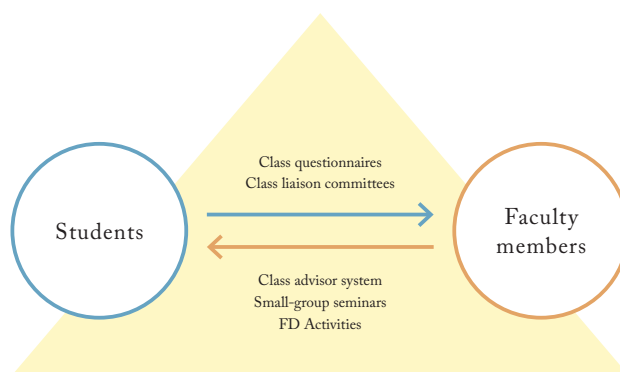 Class questionnaires
Class liaison committees
Students
Faculty
members
Class advisor system
Small-group seminars
FD Activities